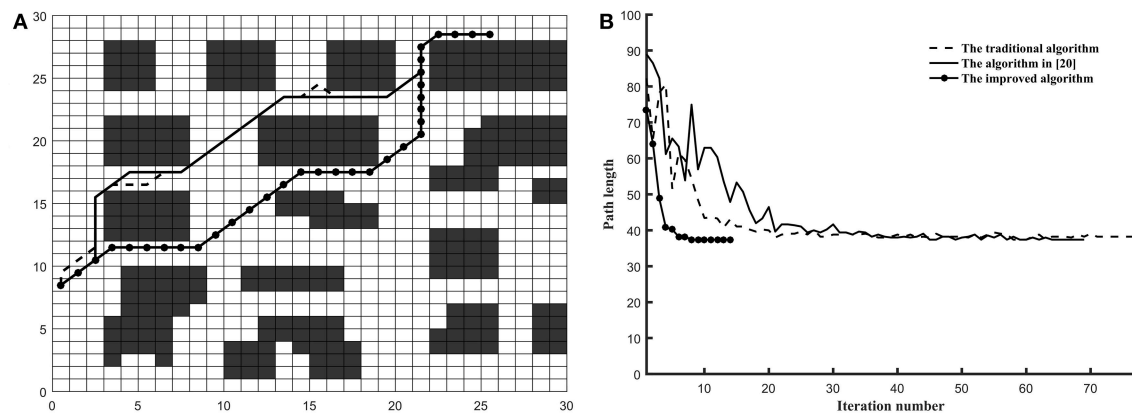 A
30
25
20
15
10
5
0
0 5 10 15 20 25 30
B
100
90
80
70
60
50
40
30
20
10
0
Path length
The traditional algorithm
The algorithm in [20]
The improved algorithm
10 20 30 40 50 60 70
Iteration number